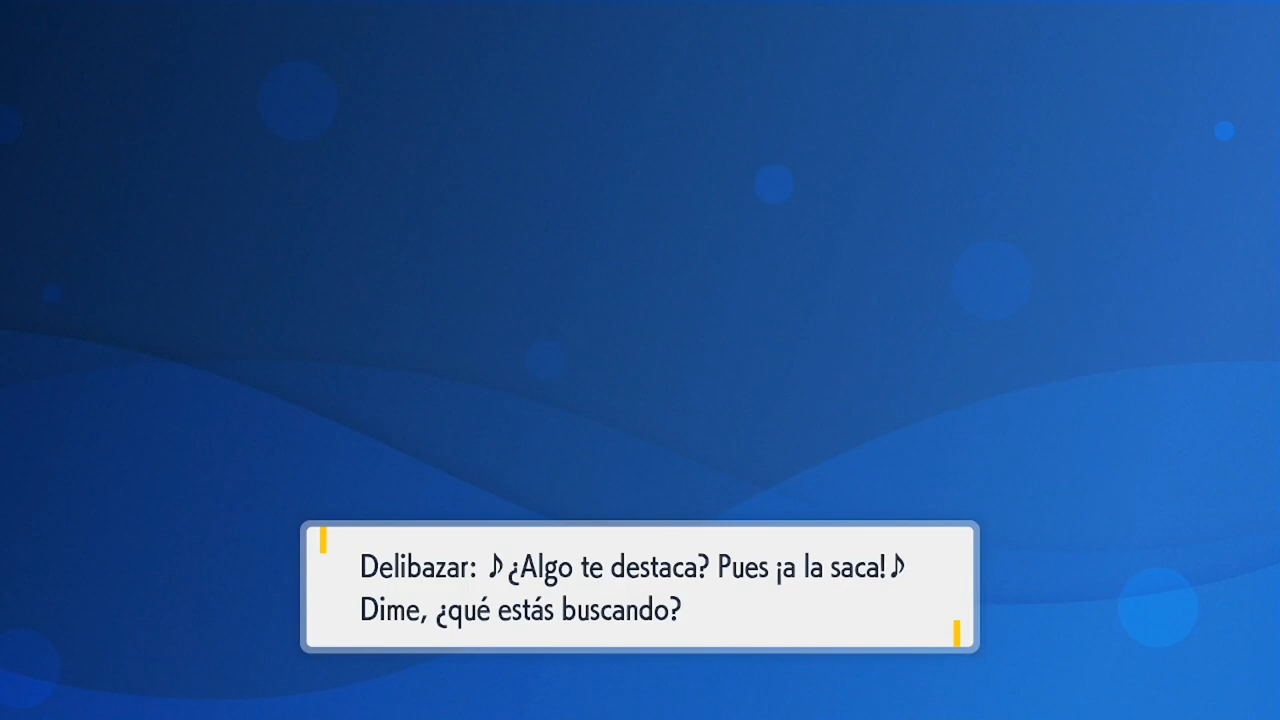 Delibazar: ♪¿Algo te destaca? Pues ¡a la saca!♪
Dime, ¿qué estás buscando?